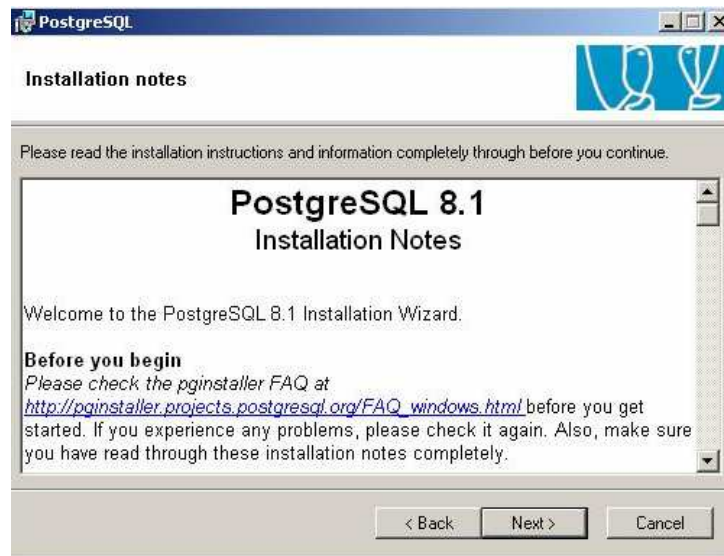 PostgreSQL
Installation notes
Please read the installation instructions and information completely through before you continue.
PostgreSQL 8.1
Installation Notes
Welcome to the PostgreSQL 8.1 Installation Wizard.
Before you begin
Please check the pginstaller FAQ at
http://pginstaller.projects.postgresql.org/FAQ_windows.html before you get
started. If you experience any problems, please check it again. Also, make sure
you have read through these installation notes completely.
< Back Next > Cancel